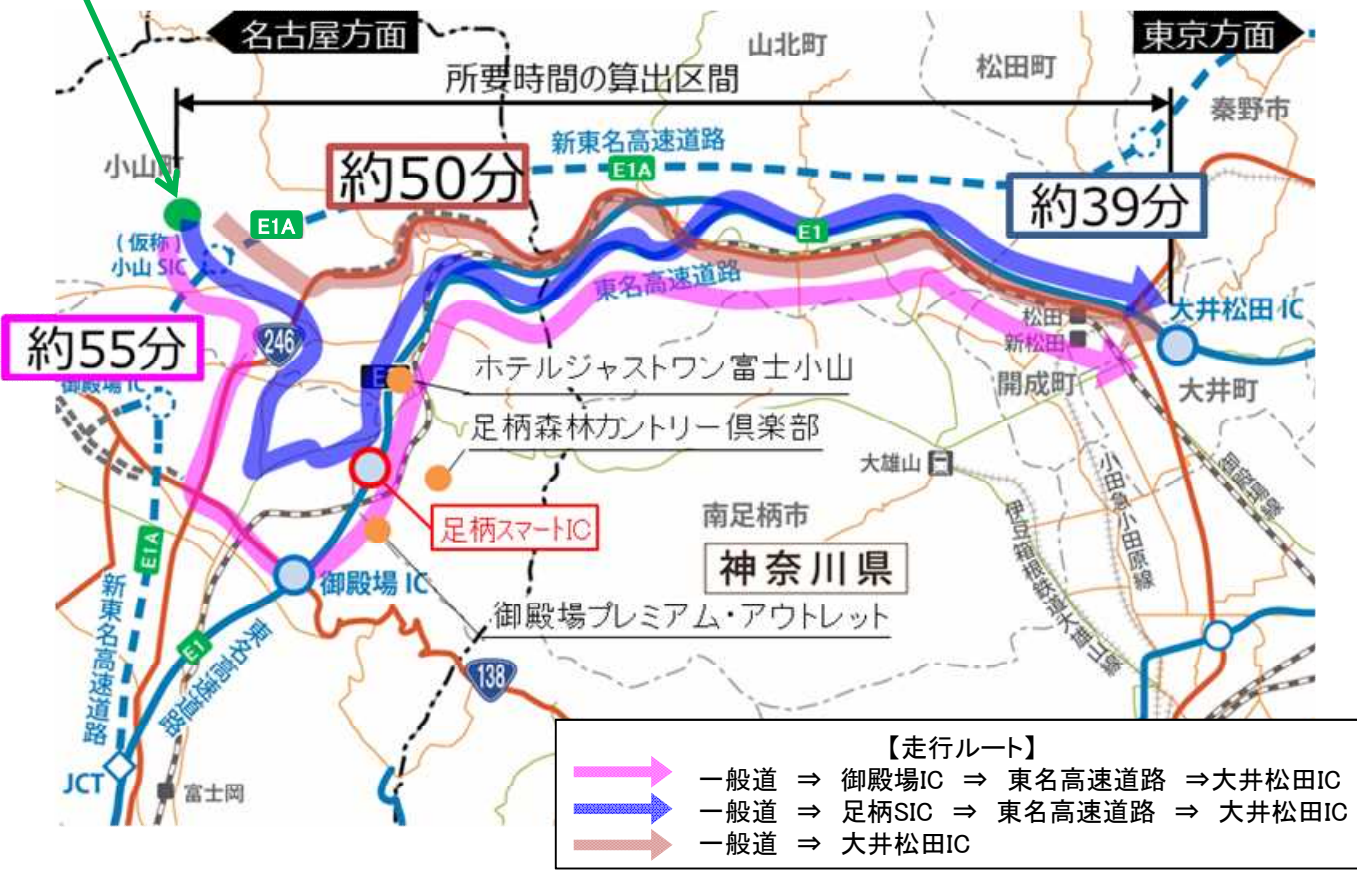 名古屋方面
東京方面
山北町
松田町
所要時間の算出区間
秦野市
新東名高速道路
小山町
約50分
E1A
約39分
E1A
E1
(仮称)
小山 SIC
東名高速道路
大井松田 IC
約55分
246
松田
新松田
ホテルジャストワン富士小山
開成町
大井町
御殿場 IC
足柄森林カントリー倶楽部
大雄山
小田急小田原線
御殿場線
南足柄市
伊豆箱根鉄道大雄山線
足柄スマートIC
E1A
神奈川県
御殿場 IC
新東名高速道路
御殿場プレミアム・アウトレット
E1
東名高速道路
138
JCT
富士岡
【走行ルート】
一般道 ⇒ 御殿場IC ⇒ 東名高速道路 ⇒大井松田IC
一般道 ⇒ 足柄SIC ⇒ 東名高速道路 ⇒ 大井松田IC
一般道 ⇒ 大井松田IC